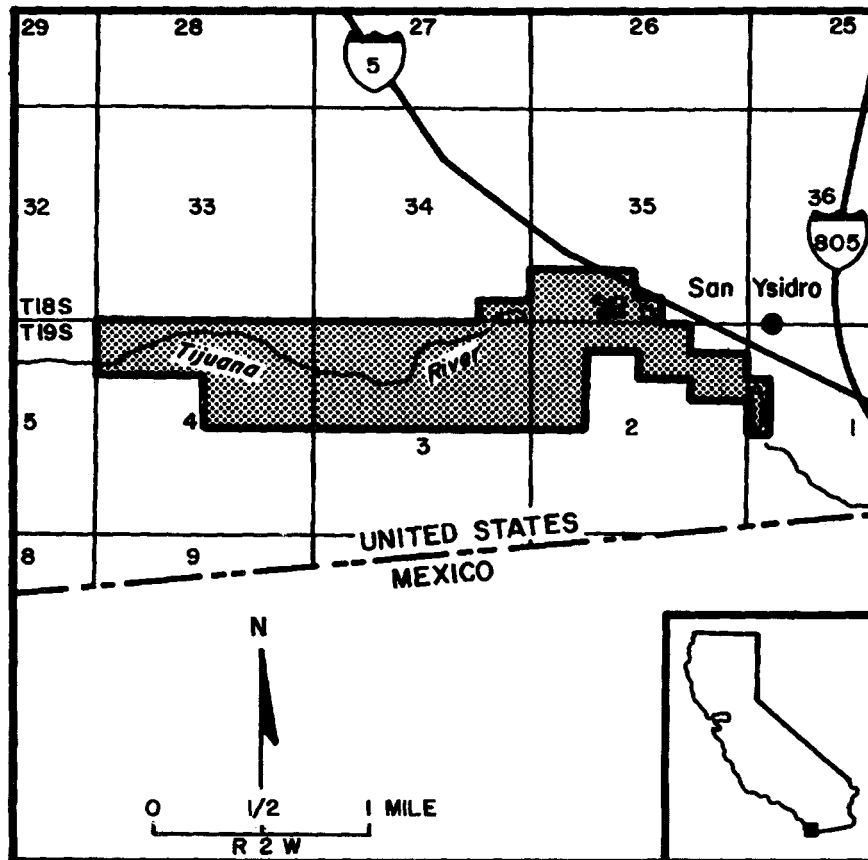 29 28 27 26 25
5
32 33 34 35 36
805
San Ysidro
T18S
T19S
Tijuana River
5 4 3 2 1
UNITED STATES
8 9
MEXICO
N
0 1/2 1 MILE
R 2 W